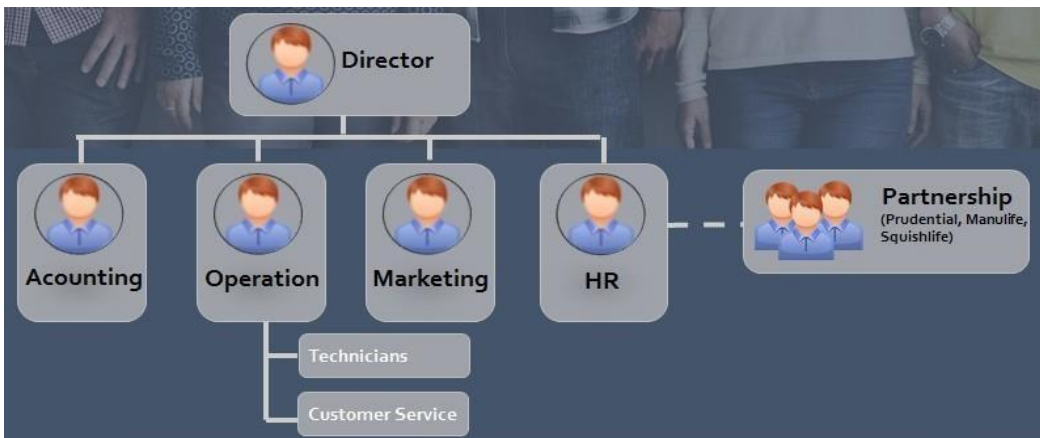 Director
Acounting
Operation
Marketing
HR
Partnership
(Prudential, Manulife,
Squishlife)
Technicians
Customer Service